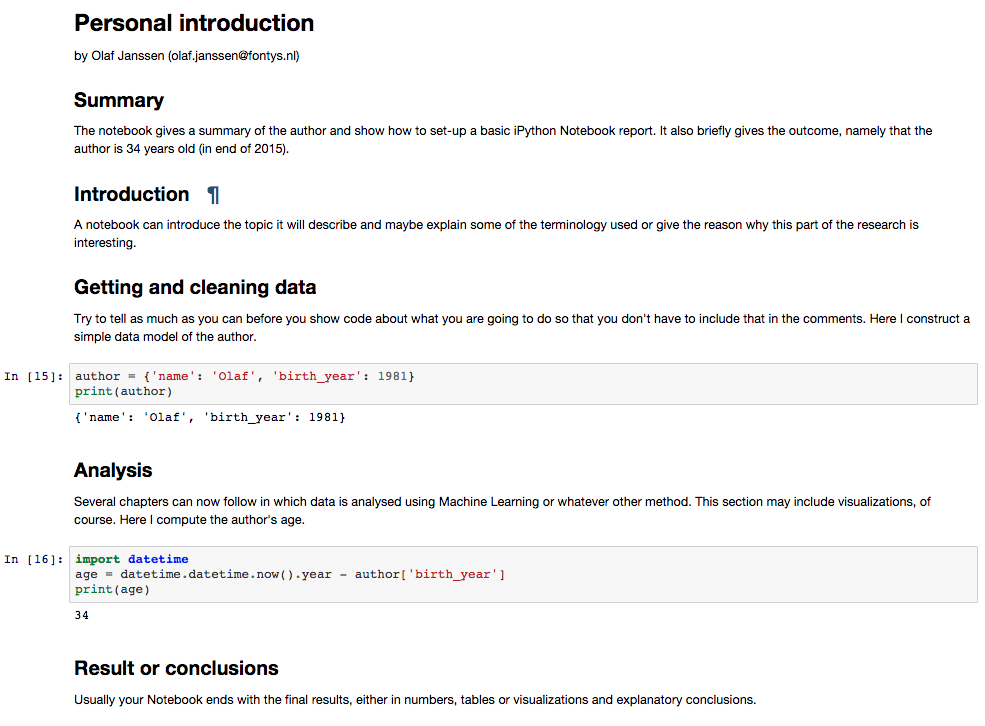 Personal introduction
by Olaf Janssen (olaf.janssen@fontys.nl)
Summary
The notebook gives a summary of the author and show how to set-up a basic iPython Notebook report. It also briefly gives the outcome, namely that the
author is 34 years old (in end of 2015).
Introduction ¶
A notebook can introduce the topic it will describe and maybe explain some of the terminology used or give the reason why this part of the research is
interesting.
Getting and cleaning data
Try to tell as much as you can before you show code about what you are going to do so that you don't have to include that in the comments. Here I construct a
simple data model of the author.
In [15]: author = {'name': 'Olaf', 'birth_year': 1981}
print(author)
{'name': 'Olaf', 'birth_year': 1981}
Analysis
Several chapters can now follow in which data is analysed using Machine Learning or whatever other method. This section may include visualizations, of
course. Here I compute the author's age.
In [16]: import datetime
age = datetime.datetime.now().year - author['birth_year']
print(age)
34
Result or conclusions
Usually your Notebook ends with the final results, either in numbers, tables or visualizations and explanatory conclusions.